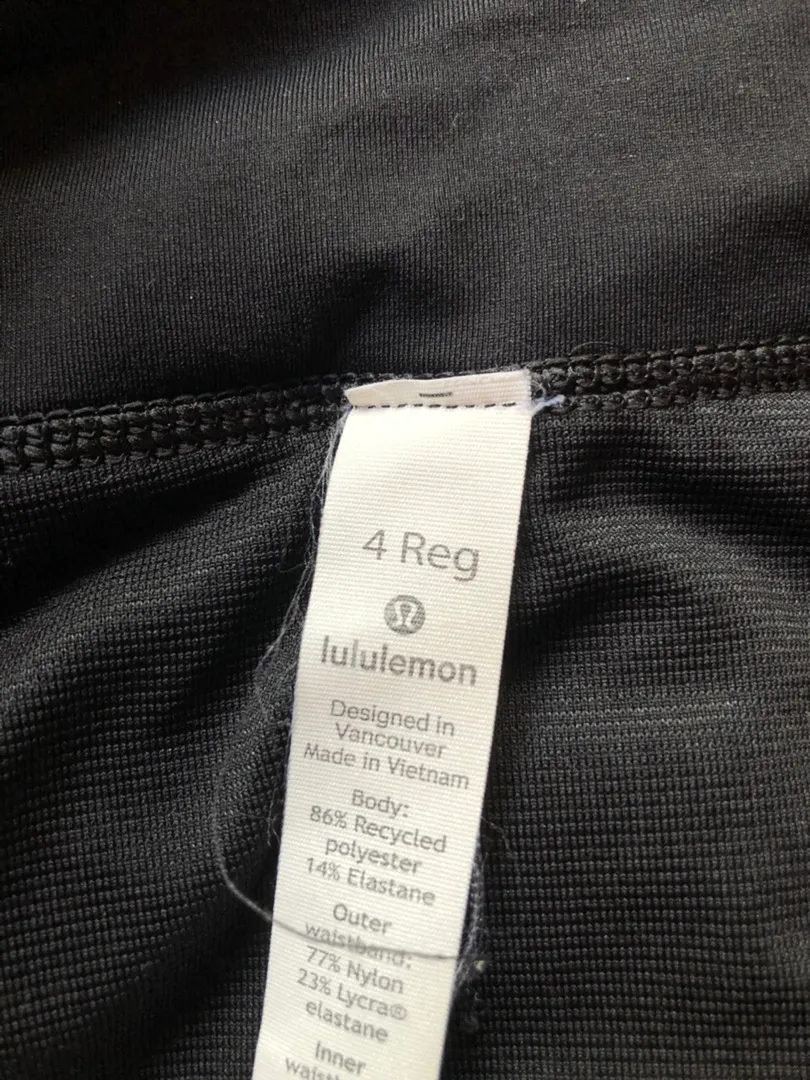 4 Reg
lululemon
Designed in
Vancouver
Made in Vietnam
Body:
86% Recycled
polyester
14% Elastane
Outer
waistband:
77% Nylon
23% Lycra®
elastane
Inner